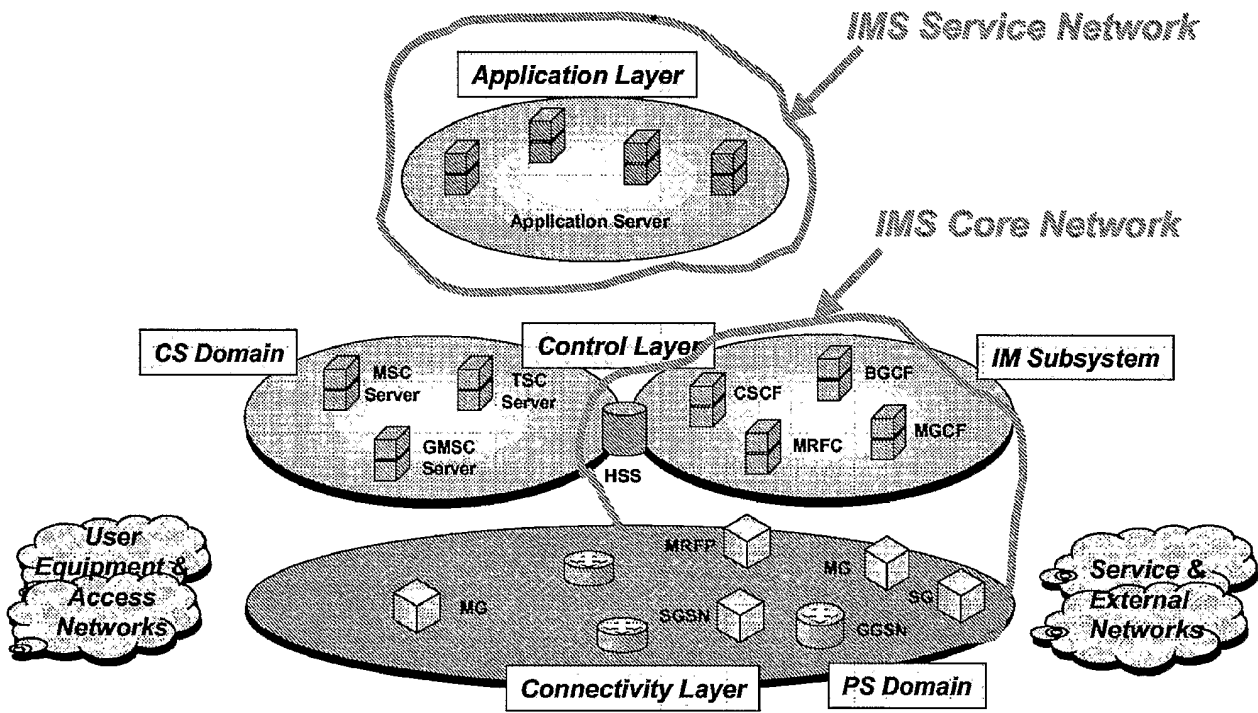 IMS Service Network
Application Layer
Application Server
IMS Core Network
CS Domain
Control Layer
IM Subsystem
MSC
Server
TSC
Server
GMSC
Server
HSS
CSCF
BGCF
MRFC
MGCF
User
Equipment &
Access
Networks
MRFP
MG
SG
MG
SGSN
GGSN
Service &
External
Networks
Connectivity Layer
PS Domain